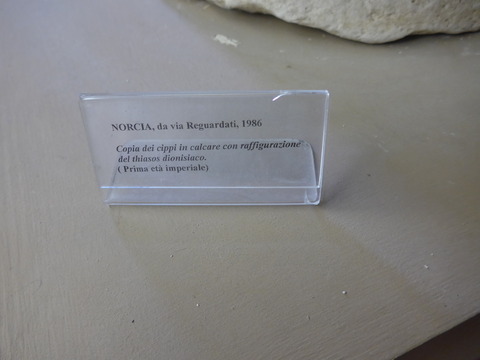 NORCIA, da via Reguardati, 1986
Copia dei cippi in calcare con raffigurazione
del thiasos dionisiaco.
( Prima età imperiale)